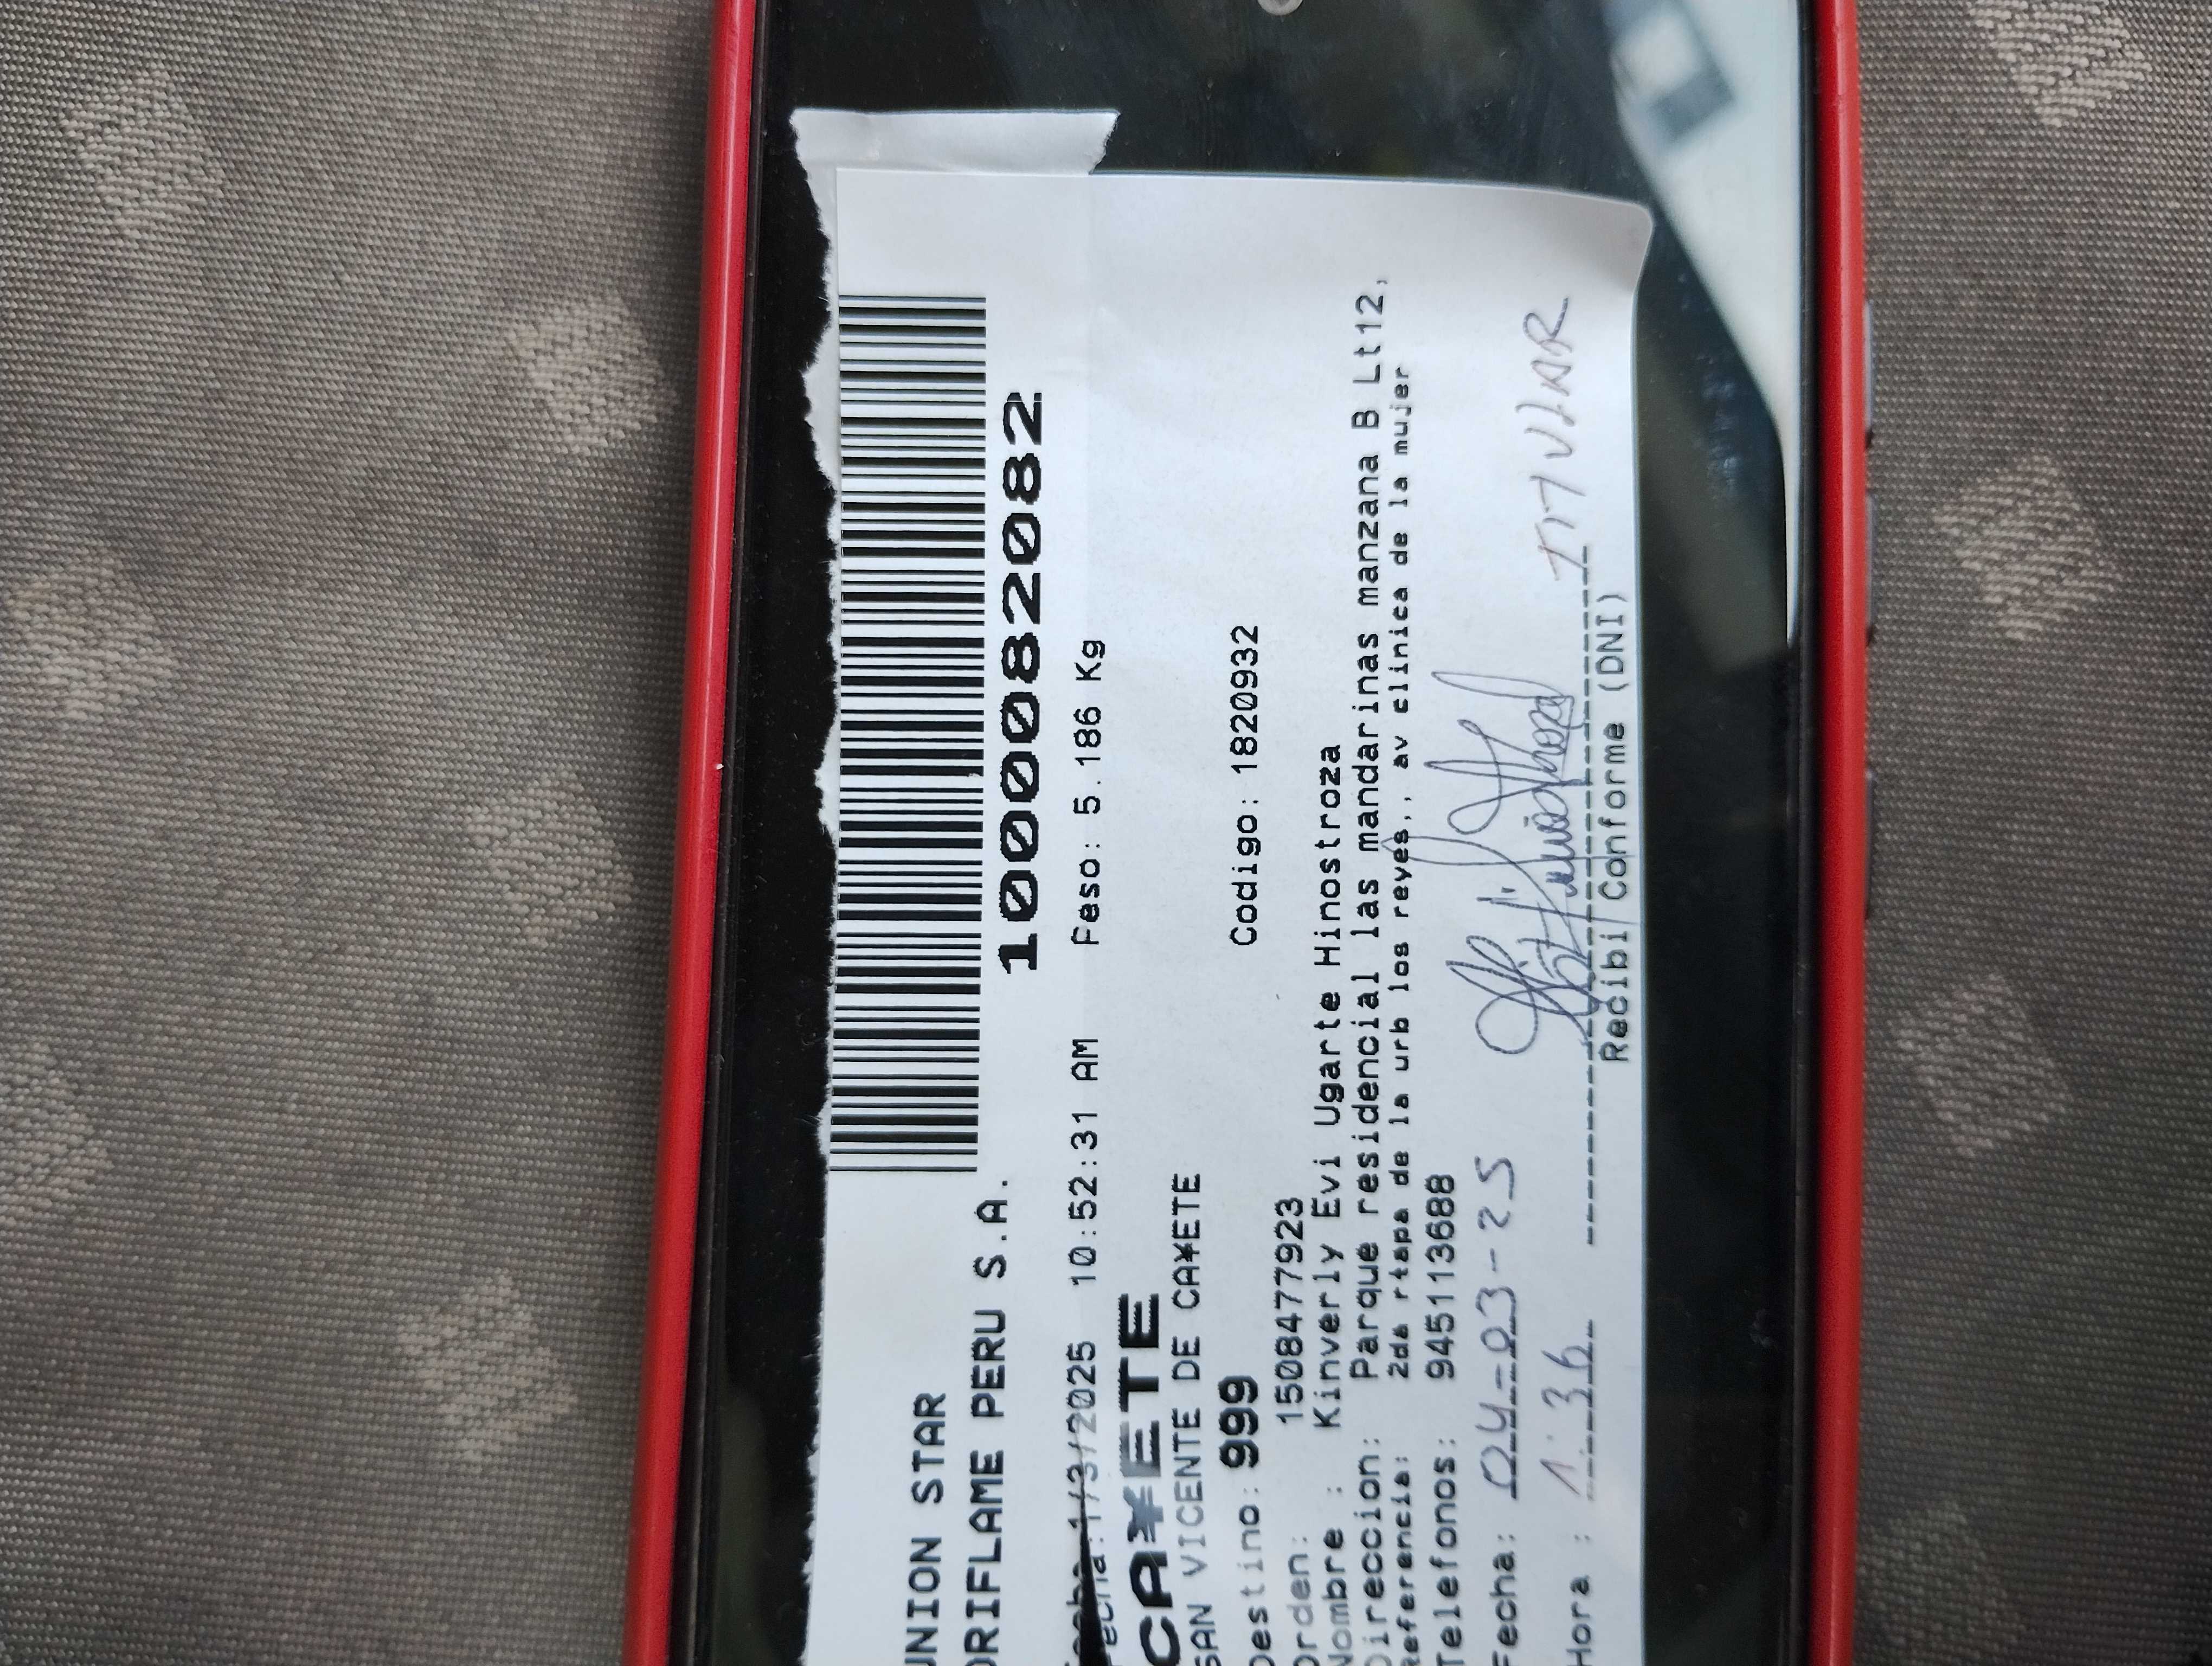 UNION STAR
ORIFLAME PERU S.A.
1000822082
Fecha:1/3/2025 10:52:31 AM Peso: 5.186 Kg
CA¥ETE
SAN VICENTE DE CA¥ETE
Destino: 999 Codigo: 1820932
Orden: 1508477923
Nombre : Kinverly Evi Ugarte Hinostroza
Direccion: Parque residencial las mandarinas manzana B Lt12,
Referencia: 2da rtapa de la urb los reyes,, av clinica de la mujer
Telefonos: 945113688
Fecha: 04-03-25
Hora : 1:36 TITULAR
Recibi Conforme (DNI)